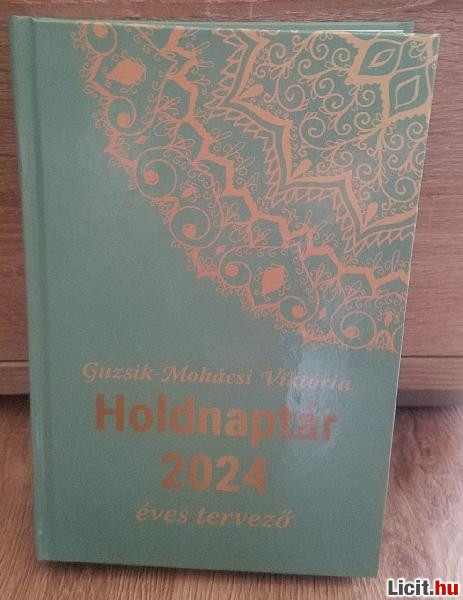 Guzsik-Mohácsi Viktória
Holdnaptár
2024
éves tervező
Licit.hu